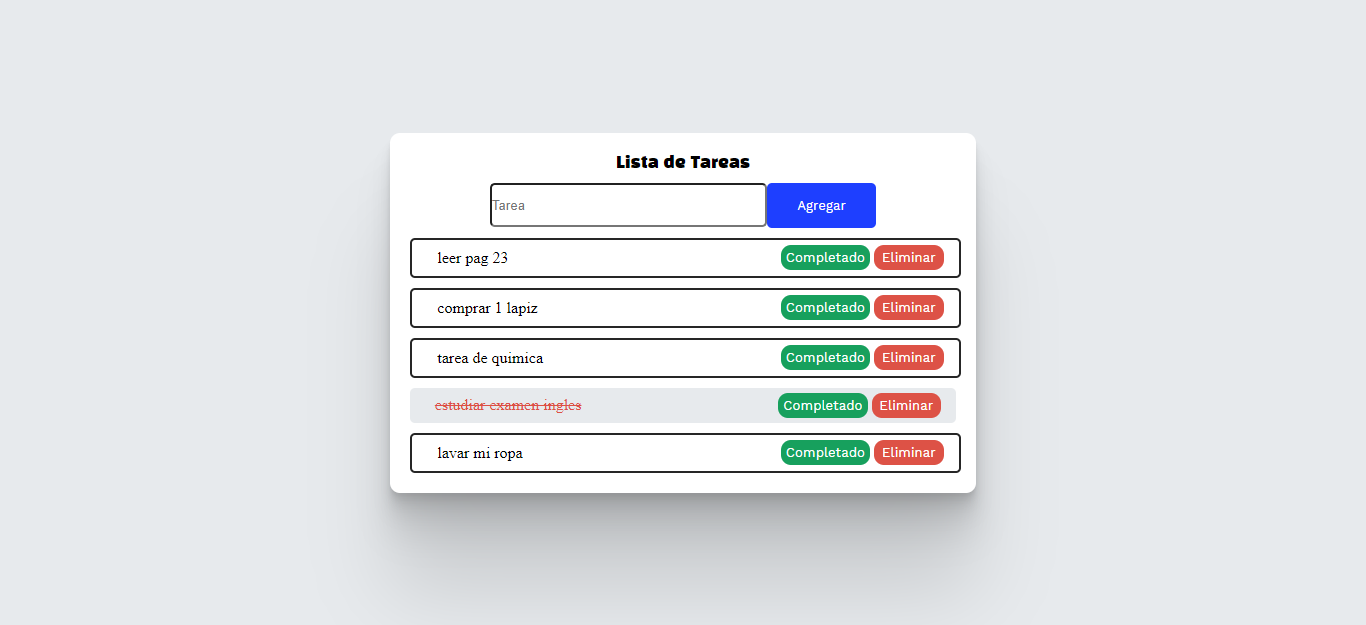 Lista de Tareas
Tarea Agregar
leer pag 23 Completado Eliminar
comprar 1 lapiz Completado Eliminar
tarea de quimica Completado Eliminar
estudiar examen ingles Completado Eliminar
lavar mi ropa Completado Eliminar